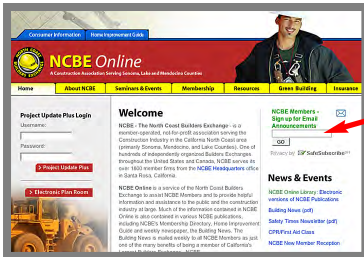 Consumer Information Home Improvement Guide
NORTH COAST BUILDERS EXCHANGE
NCBE Online
A Construction Association Serving Sonoma, Lake and Mendocino Counties
Home About NCBE Seminars & Events Membership Resources Green Building Insurance
Project Update Plus Login
Username:
Password:
> Project Update Plus
> Electronic Plan Room
Welcome
NCBE - The North Coast Builders Exchange - is a
member-operated, not-for-profit association serving the
Construction Industry in the California North Coast area
(primarily Sonoma, Mendocino, and Lake Counties). One of
hundreds of independently organized Builders Exchanges
throughout the United States and Canada, NCBE serves its
over 1600 member firms from the NCBE Headquarters office
in Santa Rosa, California.
NCBE Online is a service of the North Coast Builders
Exchange to assist NCBE Members and to provide helpful
information and assistance to the public and the construction
industry at large. Much of the information contained in NCBE
Online is also contained in various NCBE publications,
including NCBE's Membership Directory, Home Improvement
Guide and weekly newspaper, the Building News. The
Building News is mailed weekly to all NCBE Members as just
one of the many benefits of being a member of California's
NCBE Members -
Sign up for Email
Announcements
GO
Privacy by SafeSubscribe
News & Events
NCBE Online Library: Electronic
versions of NCBE Publications
Building News (pdf)
Safety Times Newsletter (pdf)
CPR/First Aid Class
NCBE New Member Reception